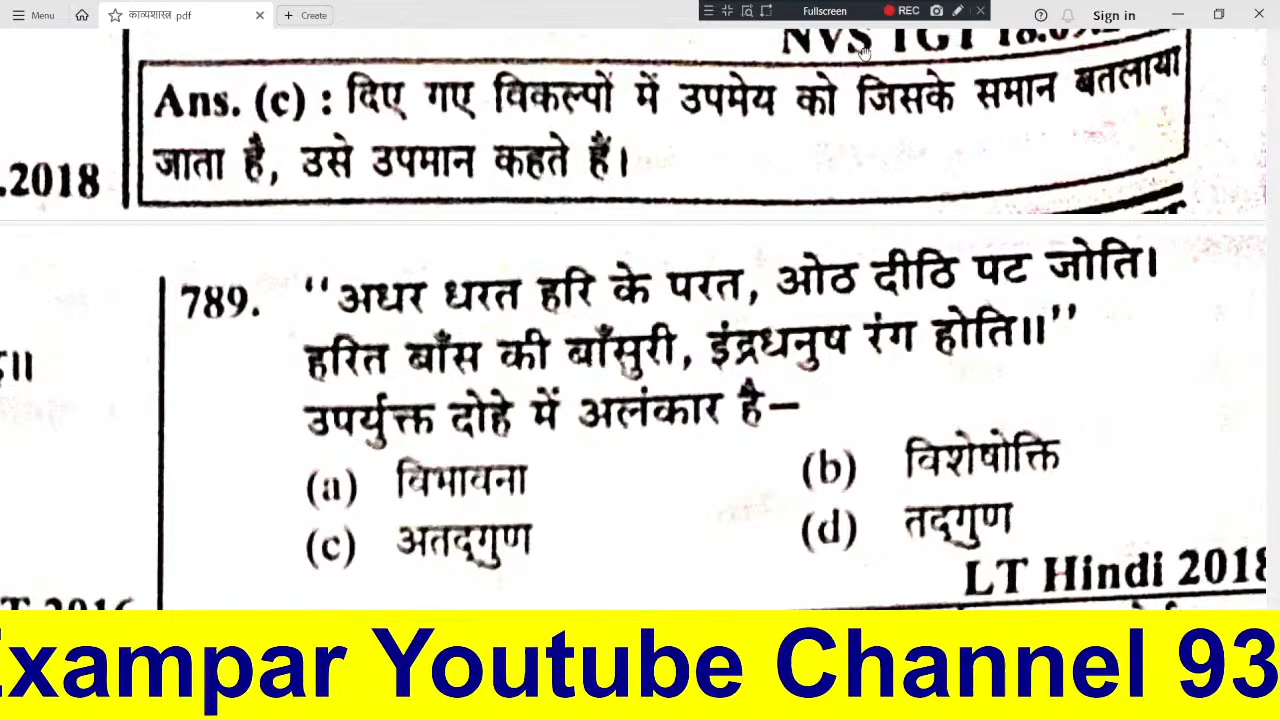 Menu
काव्यशास्त्र .pdf
Create
Fullscreen
REC
Sign in
NVS TGT
Ans. (c) : दिए गए विकल्पों में उपमेय को जिसके समान बतलाया
जाता है, उसे उपमान कहते हैं।
.2018
789. “अधर धरत हरि के परत, ओठ दीठि पट जोति।
हरित बाँस की बाँसुरी, इंद्रधनुष रंग होति॥”
उपर्युक्त दोहे में अलंकार है–
(a) विभावना (b) विशेषोक्ति
(c) अतद्गुण (d) तद्गुण
LT Hindi 2018
Exampar Youtube Channel 93